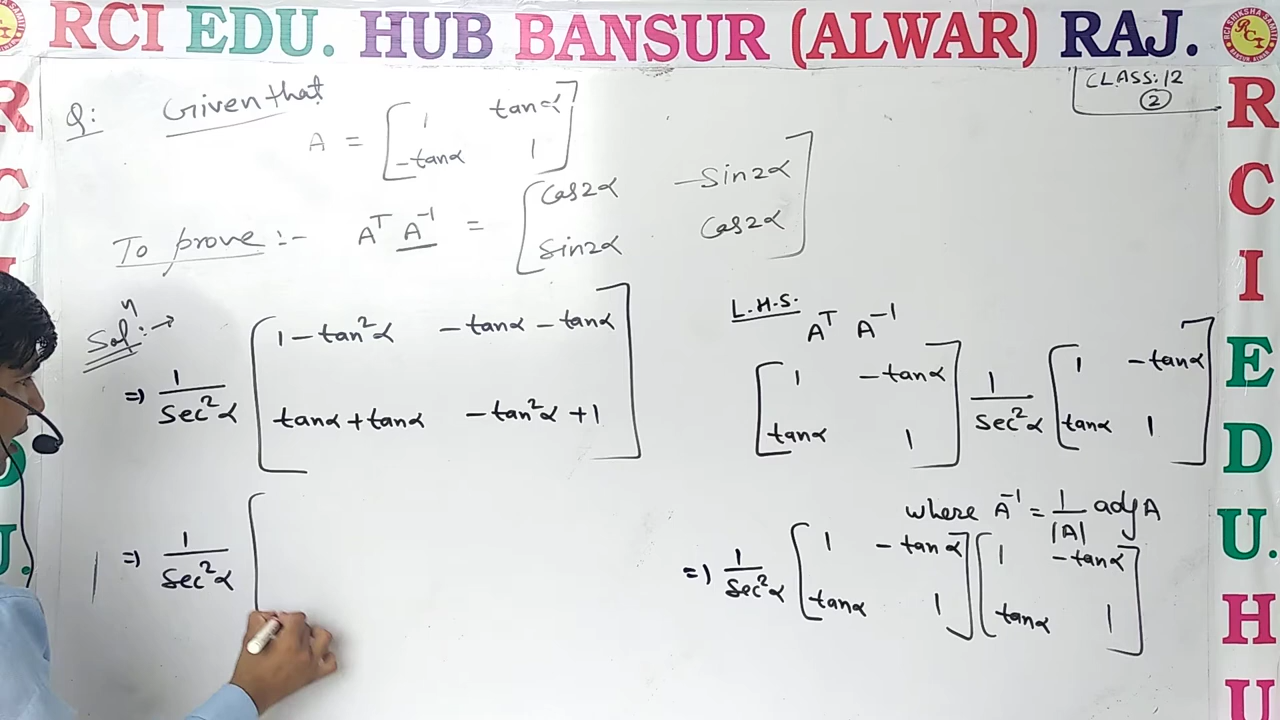 RCI EDU. HUB BANSUR (ALWAR) RAJ.
CLASS:12
2
Q: Given that
A = [1 tanα
-tanα 1]
To prove :- A^T A^-1 = [Cos2α -Sin2α
Sin2α Cos2α]
Sol^n :→
⇒ 1/Sec²α [1-tan²α -tanα-tanα
tanα+tanα -tan²α+1]
⇒ 1/Sec²α [
L.H.S. A^T A^-1
[1 -tanα
tanα 1] 1/Sec²α [1 -tanα
tanα 1]
where A^-1 = 1/|A| adj A
⇒ 1/Sec²α [1 -tanα
tanα 1] [1 -tanα
tanα 1]
R
C
I
E
D
U.
H
U
R
C
U.